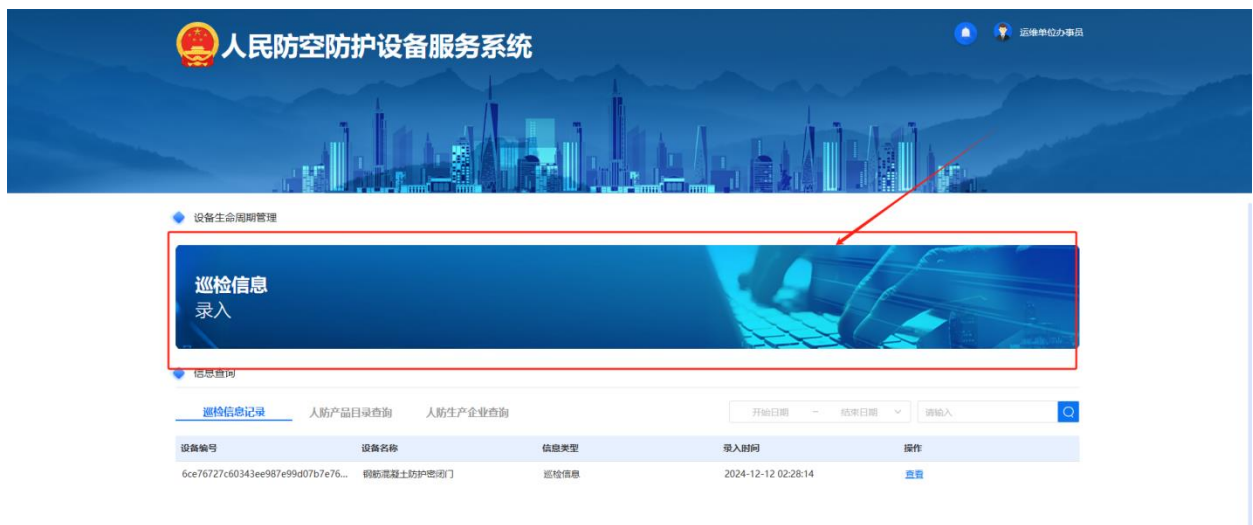 人民防空防护设备服务系统
运维单位办事员
设备生命周期管理
巡检信息
录入
信息查询
巡检信息记录 人防产品目录查询 人防生产企业查询 开始日期 - 结束日期 请输入
设备编号 设备名称 信息类型 录入时间 操作
6ce76727c60343ee987e99d07b7e76... 钢筋混凝土防护密闭门 巡检信息 2024-12-12 02:28:14 查看